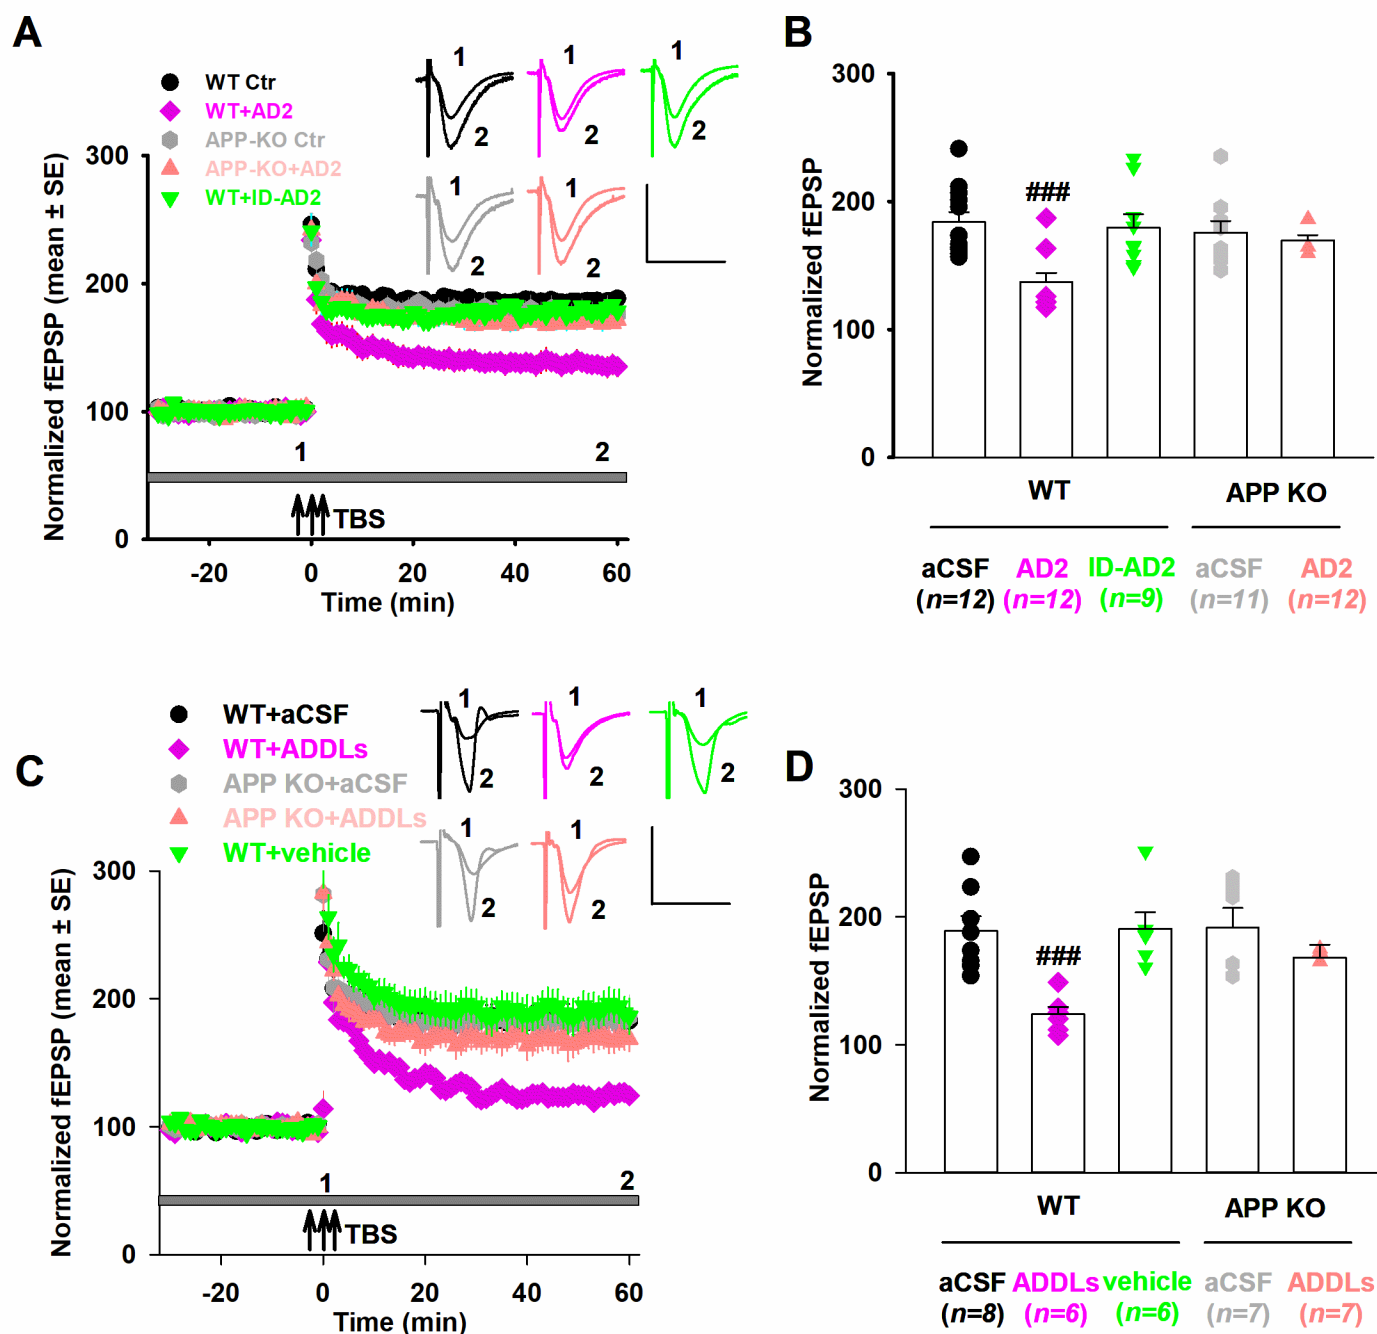 A
WT Ctr
WT+AD2
APP-KO Ctr
APP-KO+AD2
WT+ID-AD2
1 1 1
2 2 2
1 1
2 2
Normalized fEPSP (mean ± SE)
300
200
100
0
1 2
TBS
-20 0 20 40 60
Time (min)
B
Normalized fEPSP
300
200
100
0
###
WT APP KO
aCSF AD2 ID-AD2 aCSF AD2
(n=12) (n=12) (n=9) (n=11) (n=12)
C
WT+aCSF
WT+ADDLs
APP KO+aCSF
APP KO+ADDLs
WT+vehicle
1 1 1
2 2 2
1 1
2 2
Normalized fEPSP (mean ± SE)
300
200
100
0
1 2
TBS
-20 0 20 40 60
Time (min)
D
Normalized fEPSP
300
200
100
0
###
WT APP KO
aCSF ADDLs vehicle aCSF ADDLs
(n=8) (n=6) (n=6) (n=7) (n=7)